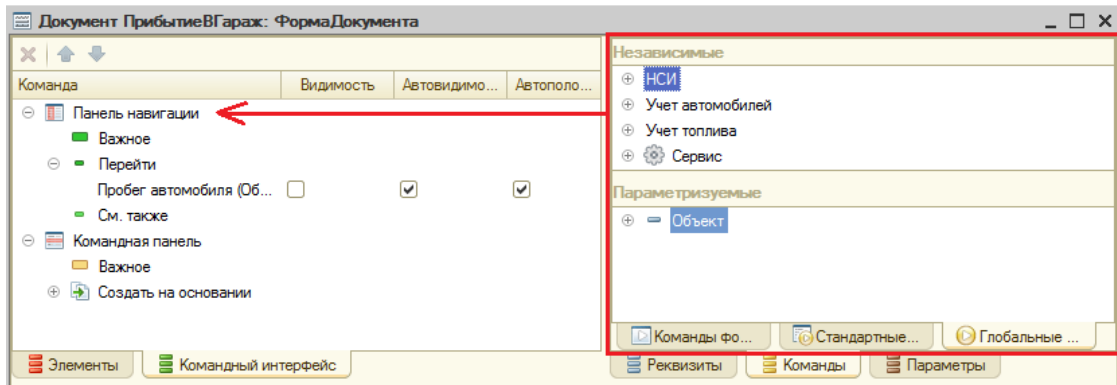 Документ ПрибытиеВГараж: ФормаДокумента
Команда Видимость Автовидимо... Автополо...
Панель навигации
Важное
Перейти
Пробег автомобиля (Об...
См. также
Командная панель
Важное
Создать на основании
Элементы Командный интерфейс
Независимые
НСИ
Учет автомобилей
Учет топлива
Сервис
Параметризуемые
Объект
Команды фо... Стандартные... Глобальные ...
Реквизиты Команды Параметры